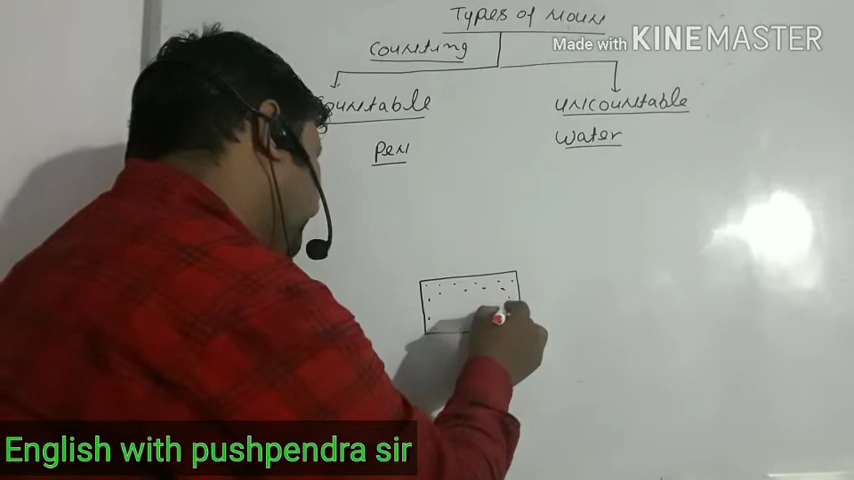 Types of Noun
Counting
Made with KINEMASTER
ountable
uncountable
Pen
water
English with pushpendra sir